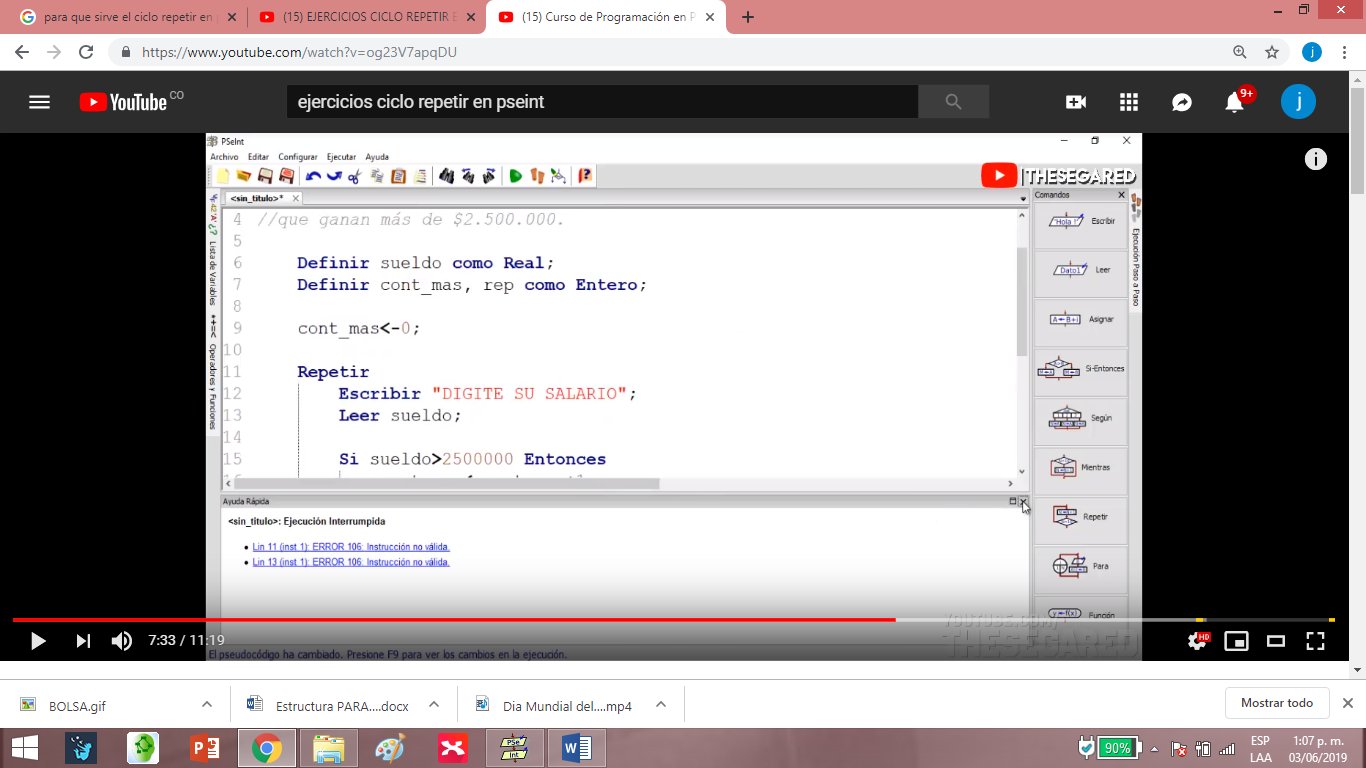 para que sirve el ciclo repetir en
(15) EJERCICIOS CICLO REPETIR E
(15) Curso de Programación en P
https://www.youtube.com/watch?v=og23V7apqDU
j
YouTube CO
ejercicios ciclo repetir en pseint
9+
j
PSeInt
Archivo Editar Configurar Ejecutar Ayuda
THESEGARED
<sin_titulo>*
Comandos
4 //que ganan más de $2.500.000.
5
6 Definir sueldo como Real;
7 Definir cont_mas, rep como Entero;
8
9 cont_mas<-0;
10
11 Repetir
12 Escribir "DIGITE SU SALARIO";
13 Leer sueldo;
14
15 Si sueldo>2500000 Entonces
Lista de Variables
Operadores y Funciones
Escribir
Leer
Asignar
Si-Entonces
Según
Mientras
Repetir
Para
Función
Ejecución Paso a Paso
Ayuda Rápida
<sin_titulo>: Ejecución Interrumpida
Lin 11 (inst 1): ERROR 106: Instrucción no válida.
Lin 13 (inst 1): ERROR 106: Instrucción no válida.
YOUTUBE.COM/
THESEGARED
7:33 / 11:19
HD
El pseudocódigo ha cambiado. Presione F9 para ver los cambios en la ejecución.
BOLSA.gif
Estructura PARA....docx
Dia Mundial del....mp4
Mostrar todo
90%
ESP
LAA
1:07 p. m.
03/06/2019